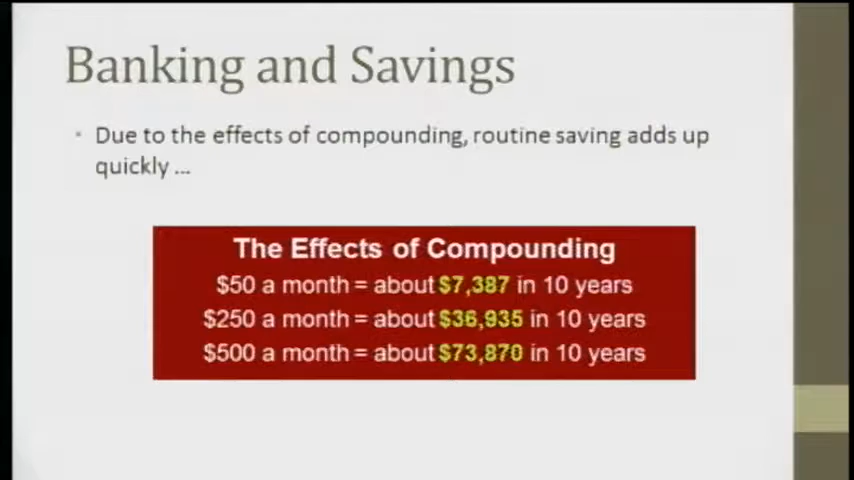 Banking and Savings
• Due to the effects of compounding, routine saving adds up
quickly ...
The Effects of Compounding
$50 a month = about $7,387 in 10 years
$250 a month = about $36,935 in 10 years
$500 a month = about $73,870 in 10 years